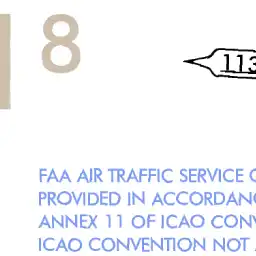 8
113
FAA AIR TRAFFIC SERVICE
PROVIDED IN ACCORDANC
ANNEX 11 OF ICAO CONV
ICAO CONVENTION NOT